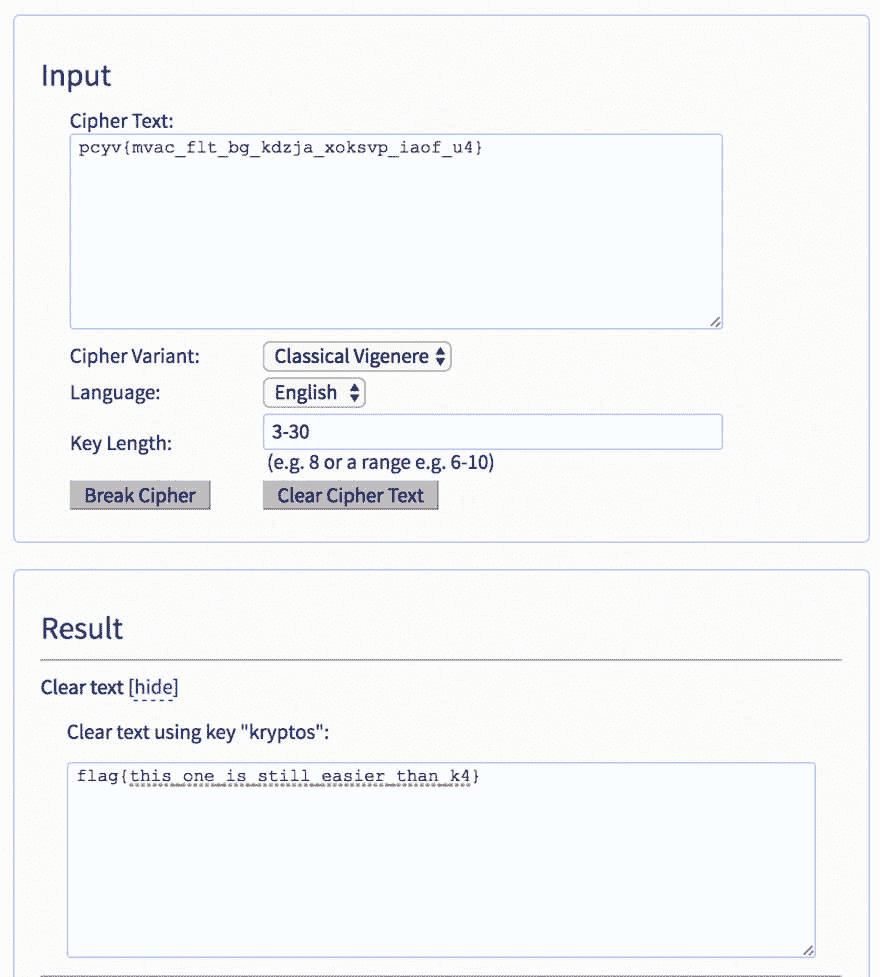 Input
Cipher Text:
pcyv{mvac_flt_bg_kdzja_xoksvp_iaof_u4}
Cipher Variant: Classical Vigenere
Language: English
Key Length: 3-30
(e.g. 8 or a range e.g. 6-10)
Break Cipher Clear Cipher Text
Result
Clear text [hide]
Clear text using key "kryptos":
flag{this_one_is_still_easier_than_k4}